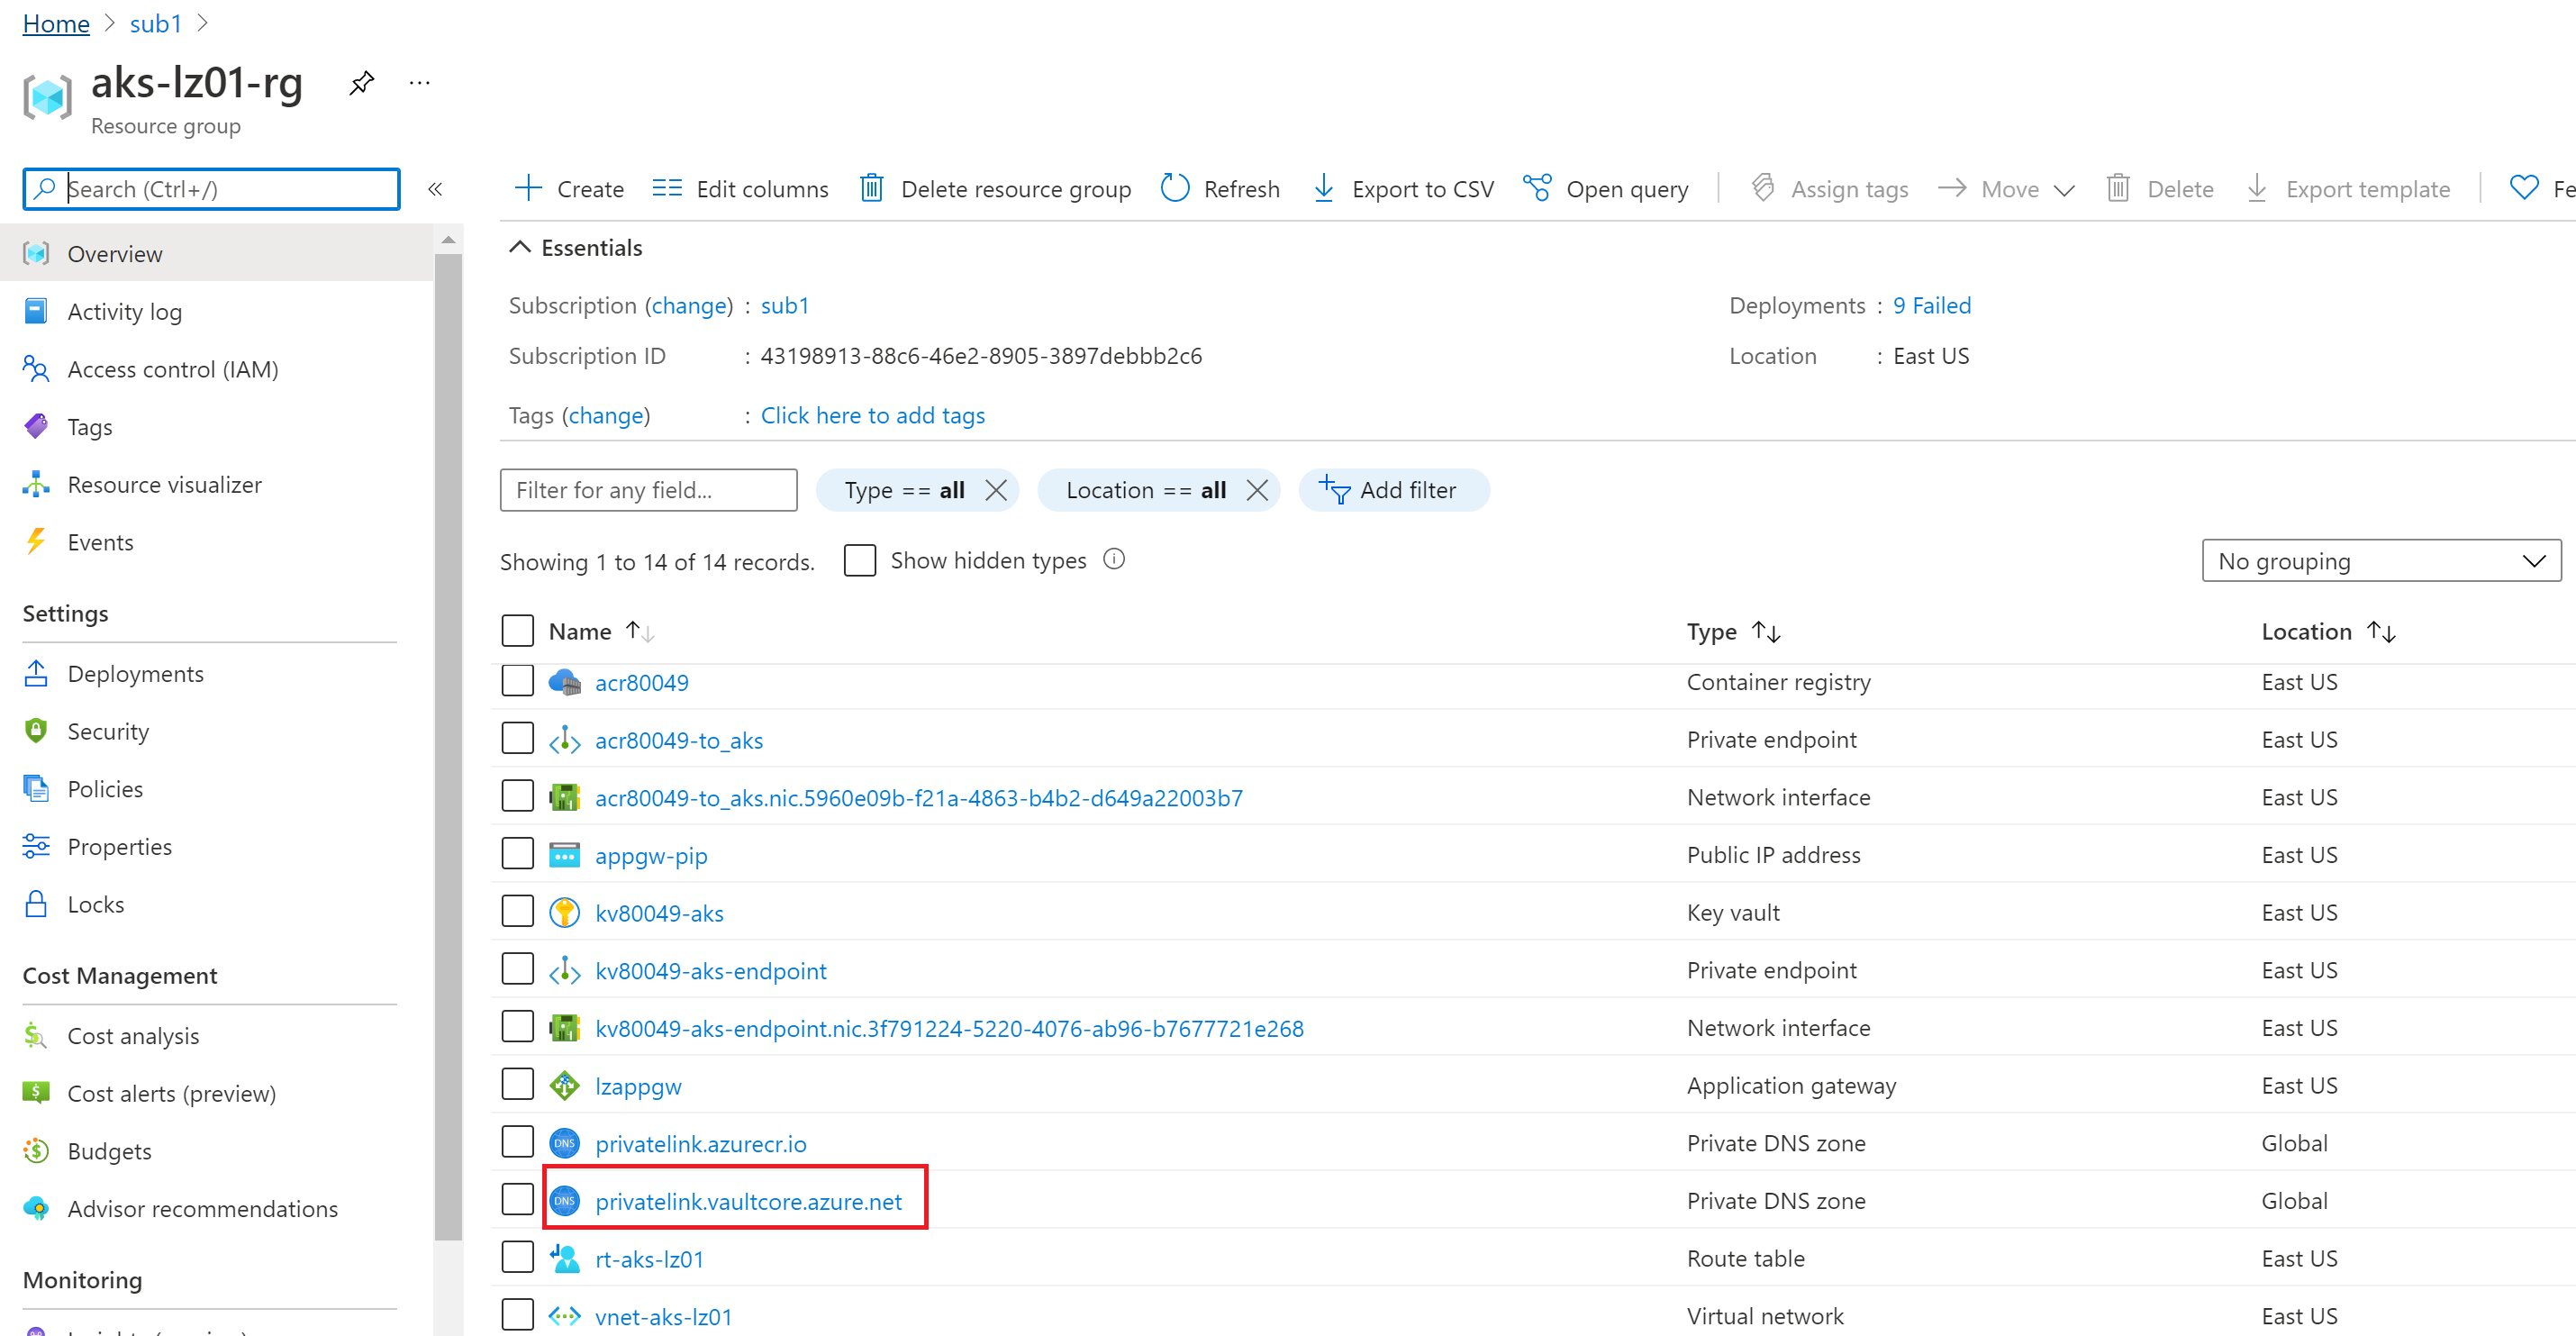 Home > sub1 >
aks-lz01-rg ...
Resource group
Search (Ctrl+/)
«
Create
Edit columns
Delete resource group
Refresh
Export to CSV
Open query
Assign tags
Move
Delete
Export template
Fe
Overview
Activity log
Access control (IAM)
Tags
Resource visualizer
Events
Settings
Deployments
Security
Policies
Properties
Locks
Cost Management
Cost analysis
Cost alerts (preview)
Budgets
Advisor recommendations
Monitoring
Essentials
Subscription (change) : sub1
Subscription ID : 43198913-88c6-46e2-8905-3897debbb2c6
Tags (change) : Click here to add tags
Deployments : 9 Failed
Location : East US
Filter for any field...
Type == all
Location == all
Add filter
Showing 1 to 14 of 14 records.
Show hidden types
No grouping
Name Type Location
acr80049 Container registry East US
acr80049-to_aks Private endpoint East US
acr80049-to_aks.nic.5960e09b-f21a-4863-b4b2-d649a22003b7 Network interface East US
appgw-pip Public IP address East US
kv80049-aks Key vault East US
kv80049-aks-endpoint Private endpoint East US
kv80049-aks-endpoint.nic.3f791224-5220-4076-ab96-b7677721e268 Network interface East US
lzappgw Application gateway East US
DNS privatelink.azurecr.io Private DNS zone Global
DNS privatelink.vaultcore.azure.net Private DNS zone Global
rt-aks-lz01 Route table East US
vnet-aks-lz01 Virtual network East US